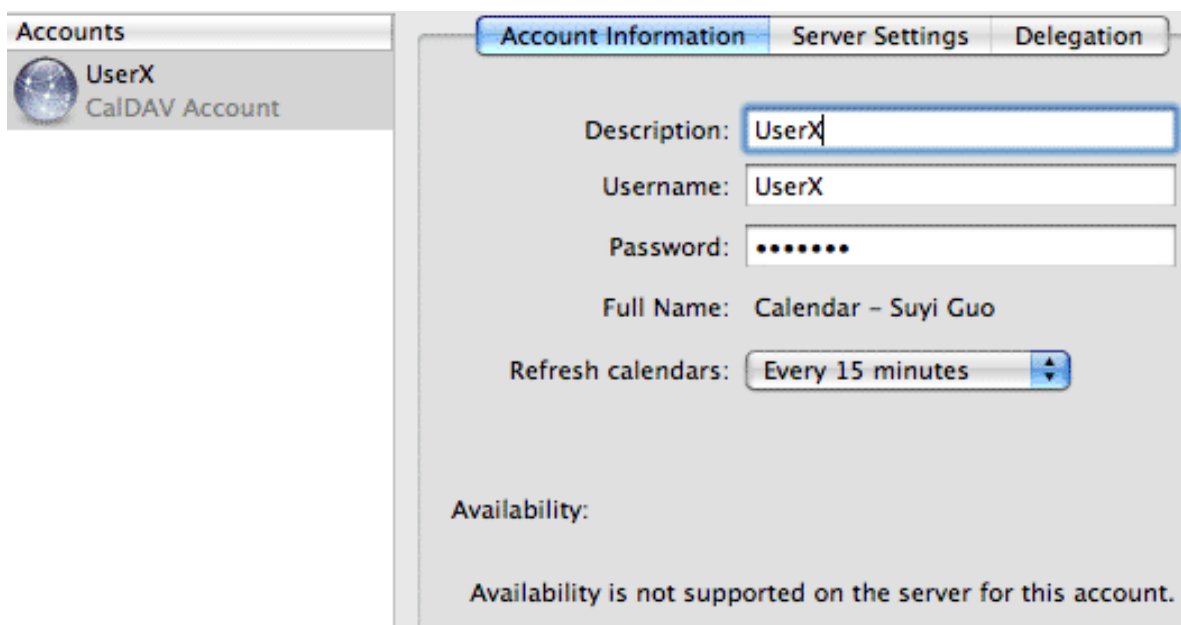 Accounts
UserX
CalDAV Account
Account Information Server Settings Delegation
Description: UserX
Username: UserX
Password: •••••••
Full Name: Calendar – Suyi Guo
Refresh calendars: Every 15 minutes
Availability:
Availability is not supported on the server for this account.